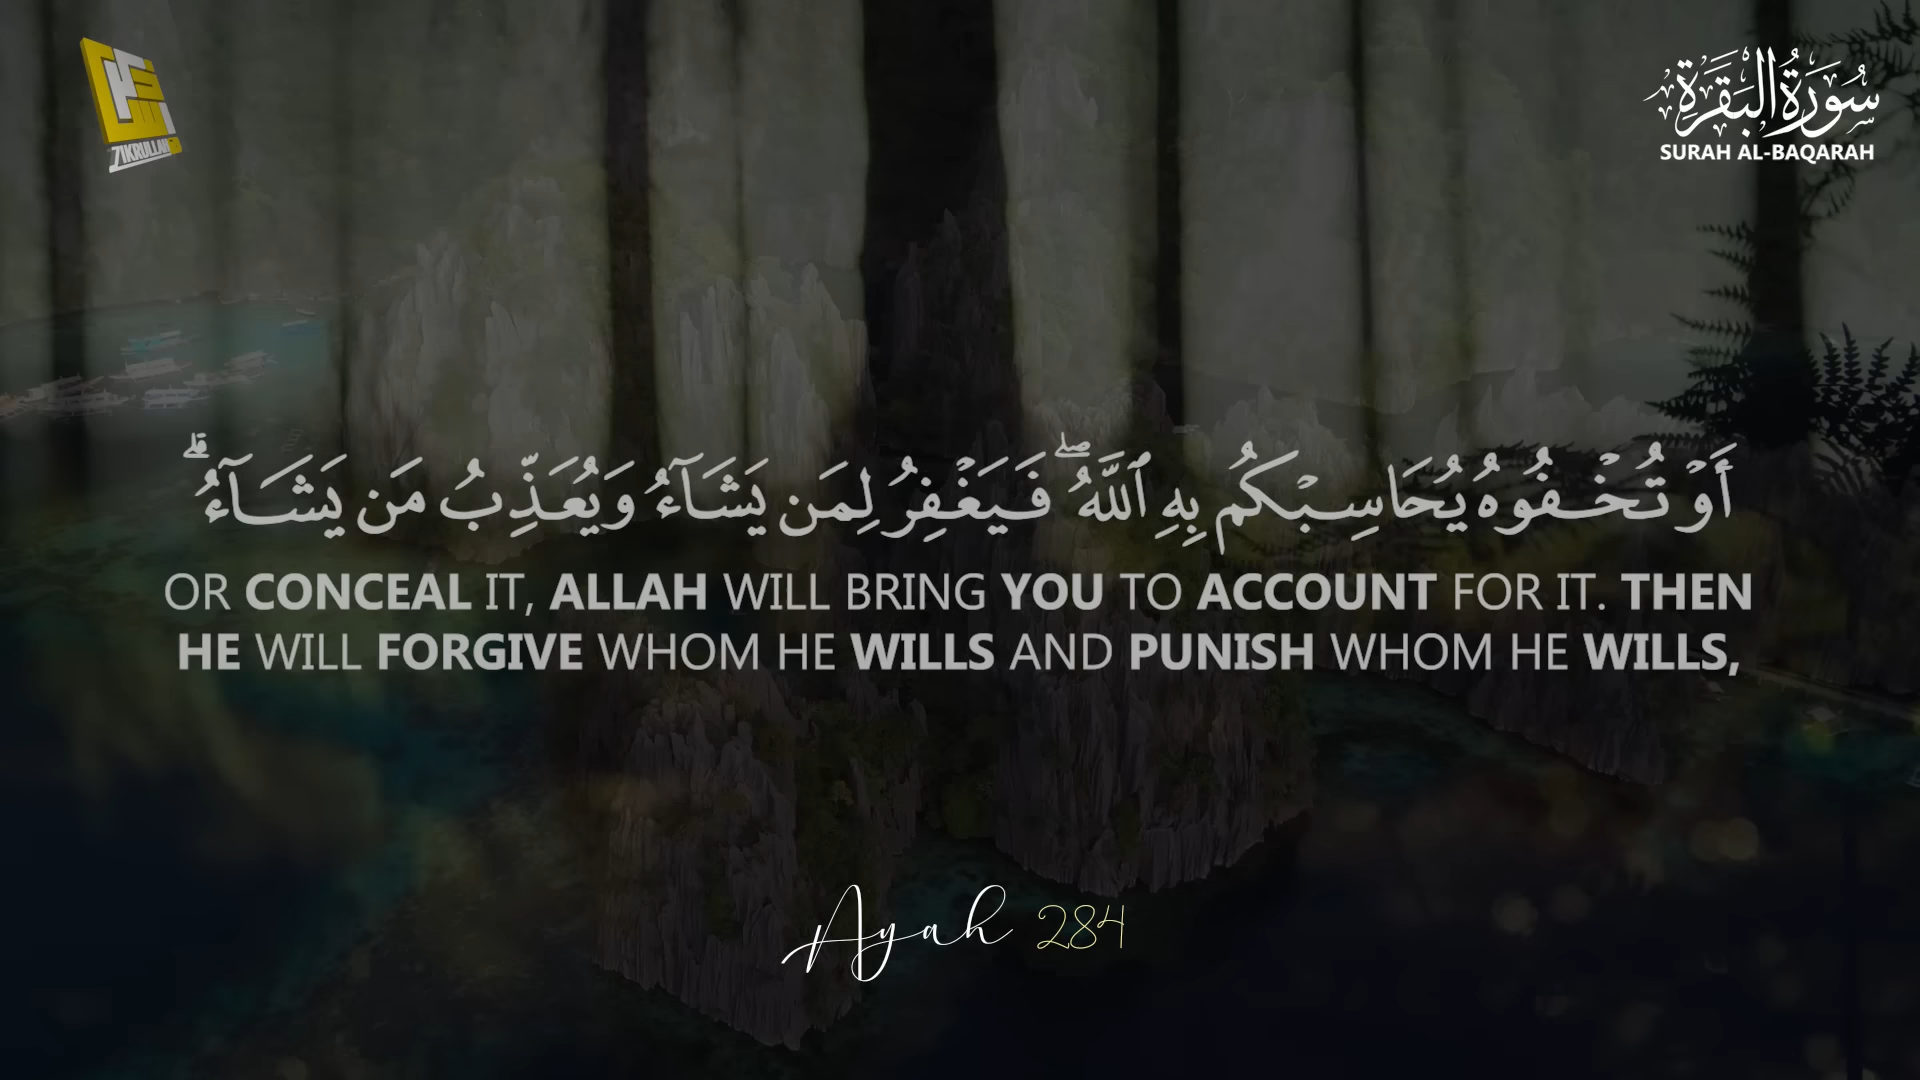 ZIKRULLAH
سُورَةُ البَقَرَةِ
SURAH AL-BAQARAH
أَوۡ تُخۡفُوهُ يُحَاسِبۡكُم بِهِ ٱللَّهُۖ فَيَغۡفِرُ لِمَن يَشَآءُ وَيُعَذِّبُ مَن يَشَآءُۗ
OR CONCEAL IT, ALLAH WILL BRING YOU TO ACCOUNT FOR IT. THEN
HE WILL FORGIVE WHOM HE WILLS AND PUNISH WHOM HE WILLS,
Ayah 284